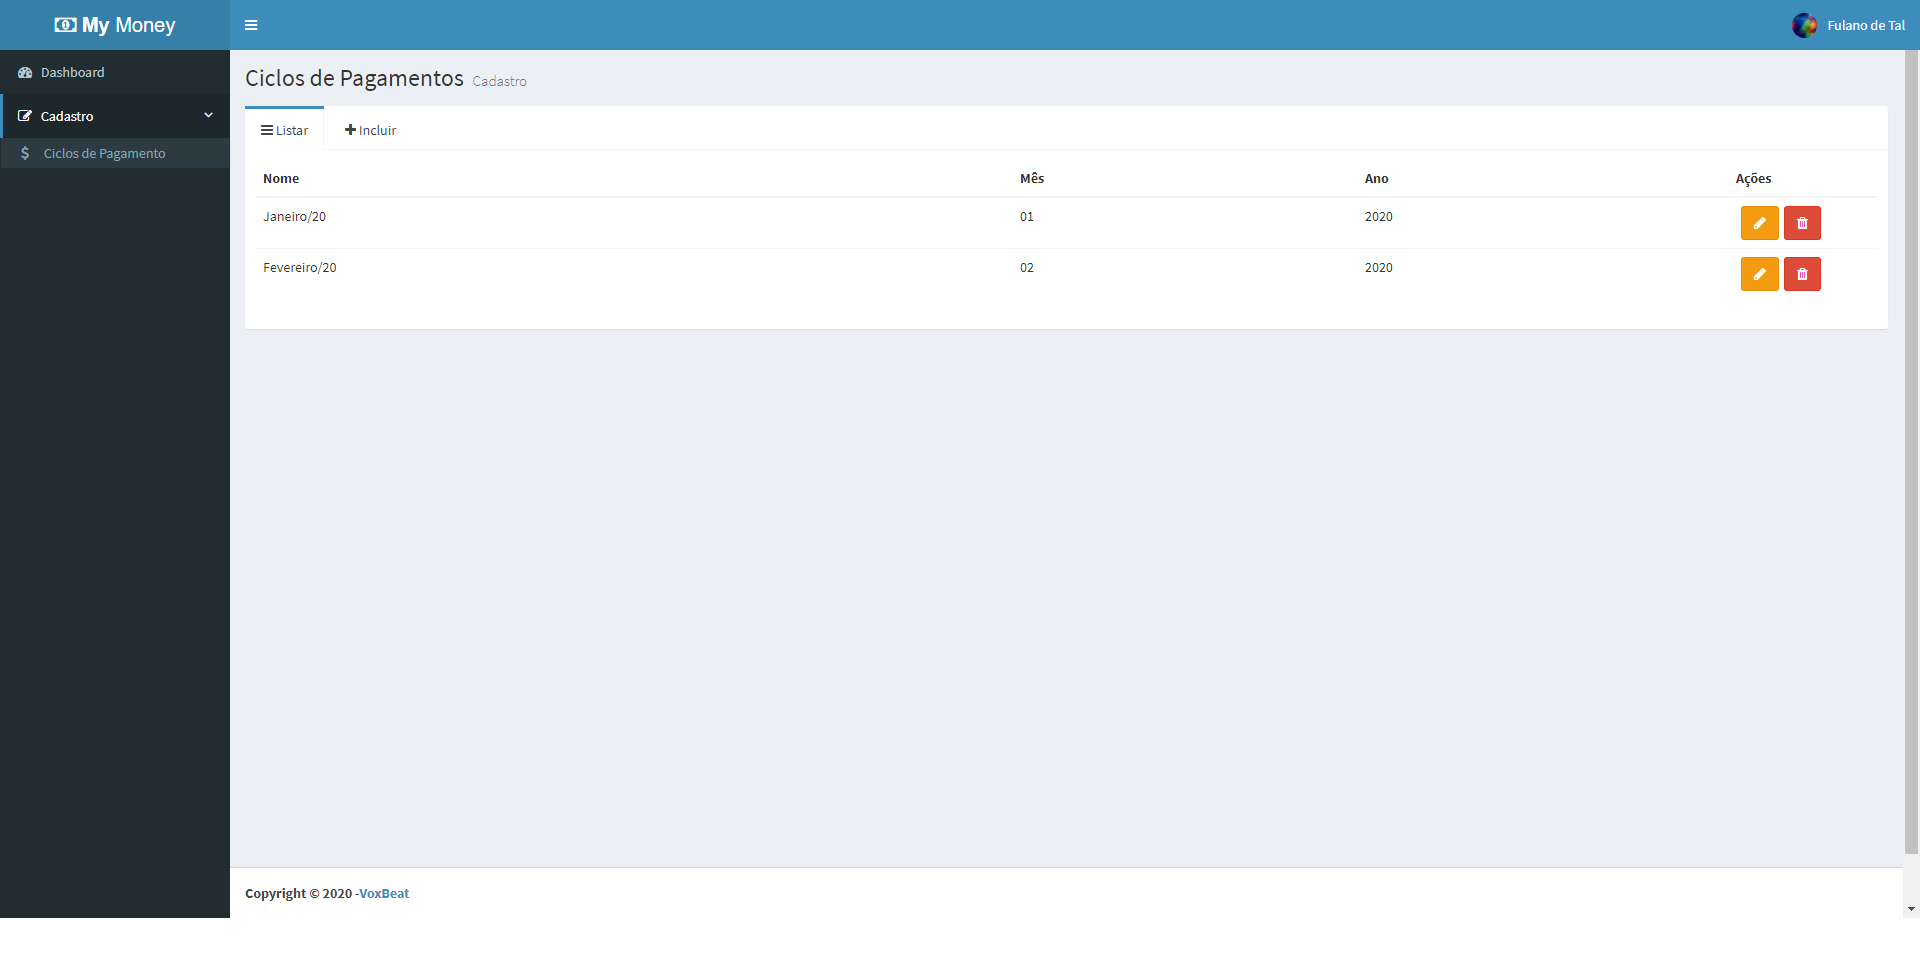 My Money
Fulano de Tal
Dashboard
Cadastro
Ciclos de Pagamento
Ciclos de Pagamentos Cadastro
Listar Incluir
Nome Mês Ano Ações
Janeiro/20 01 2020
Fevereiro/20 02 2020
Copyright © 2020 -VoxBeat